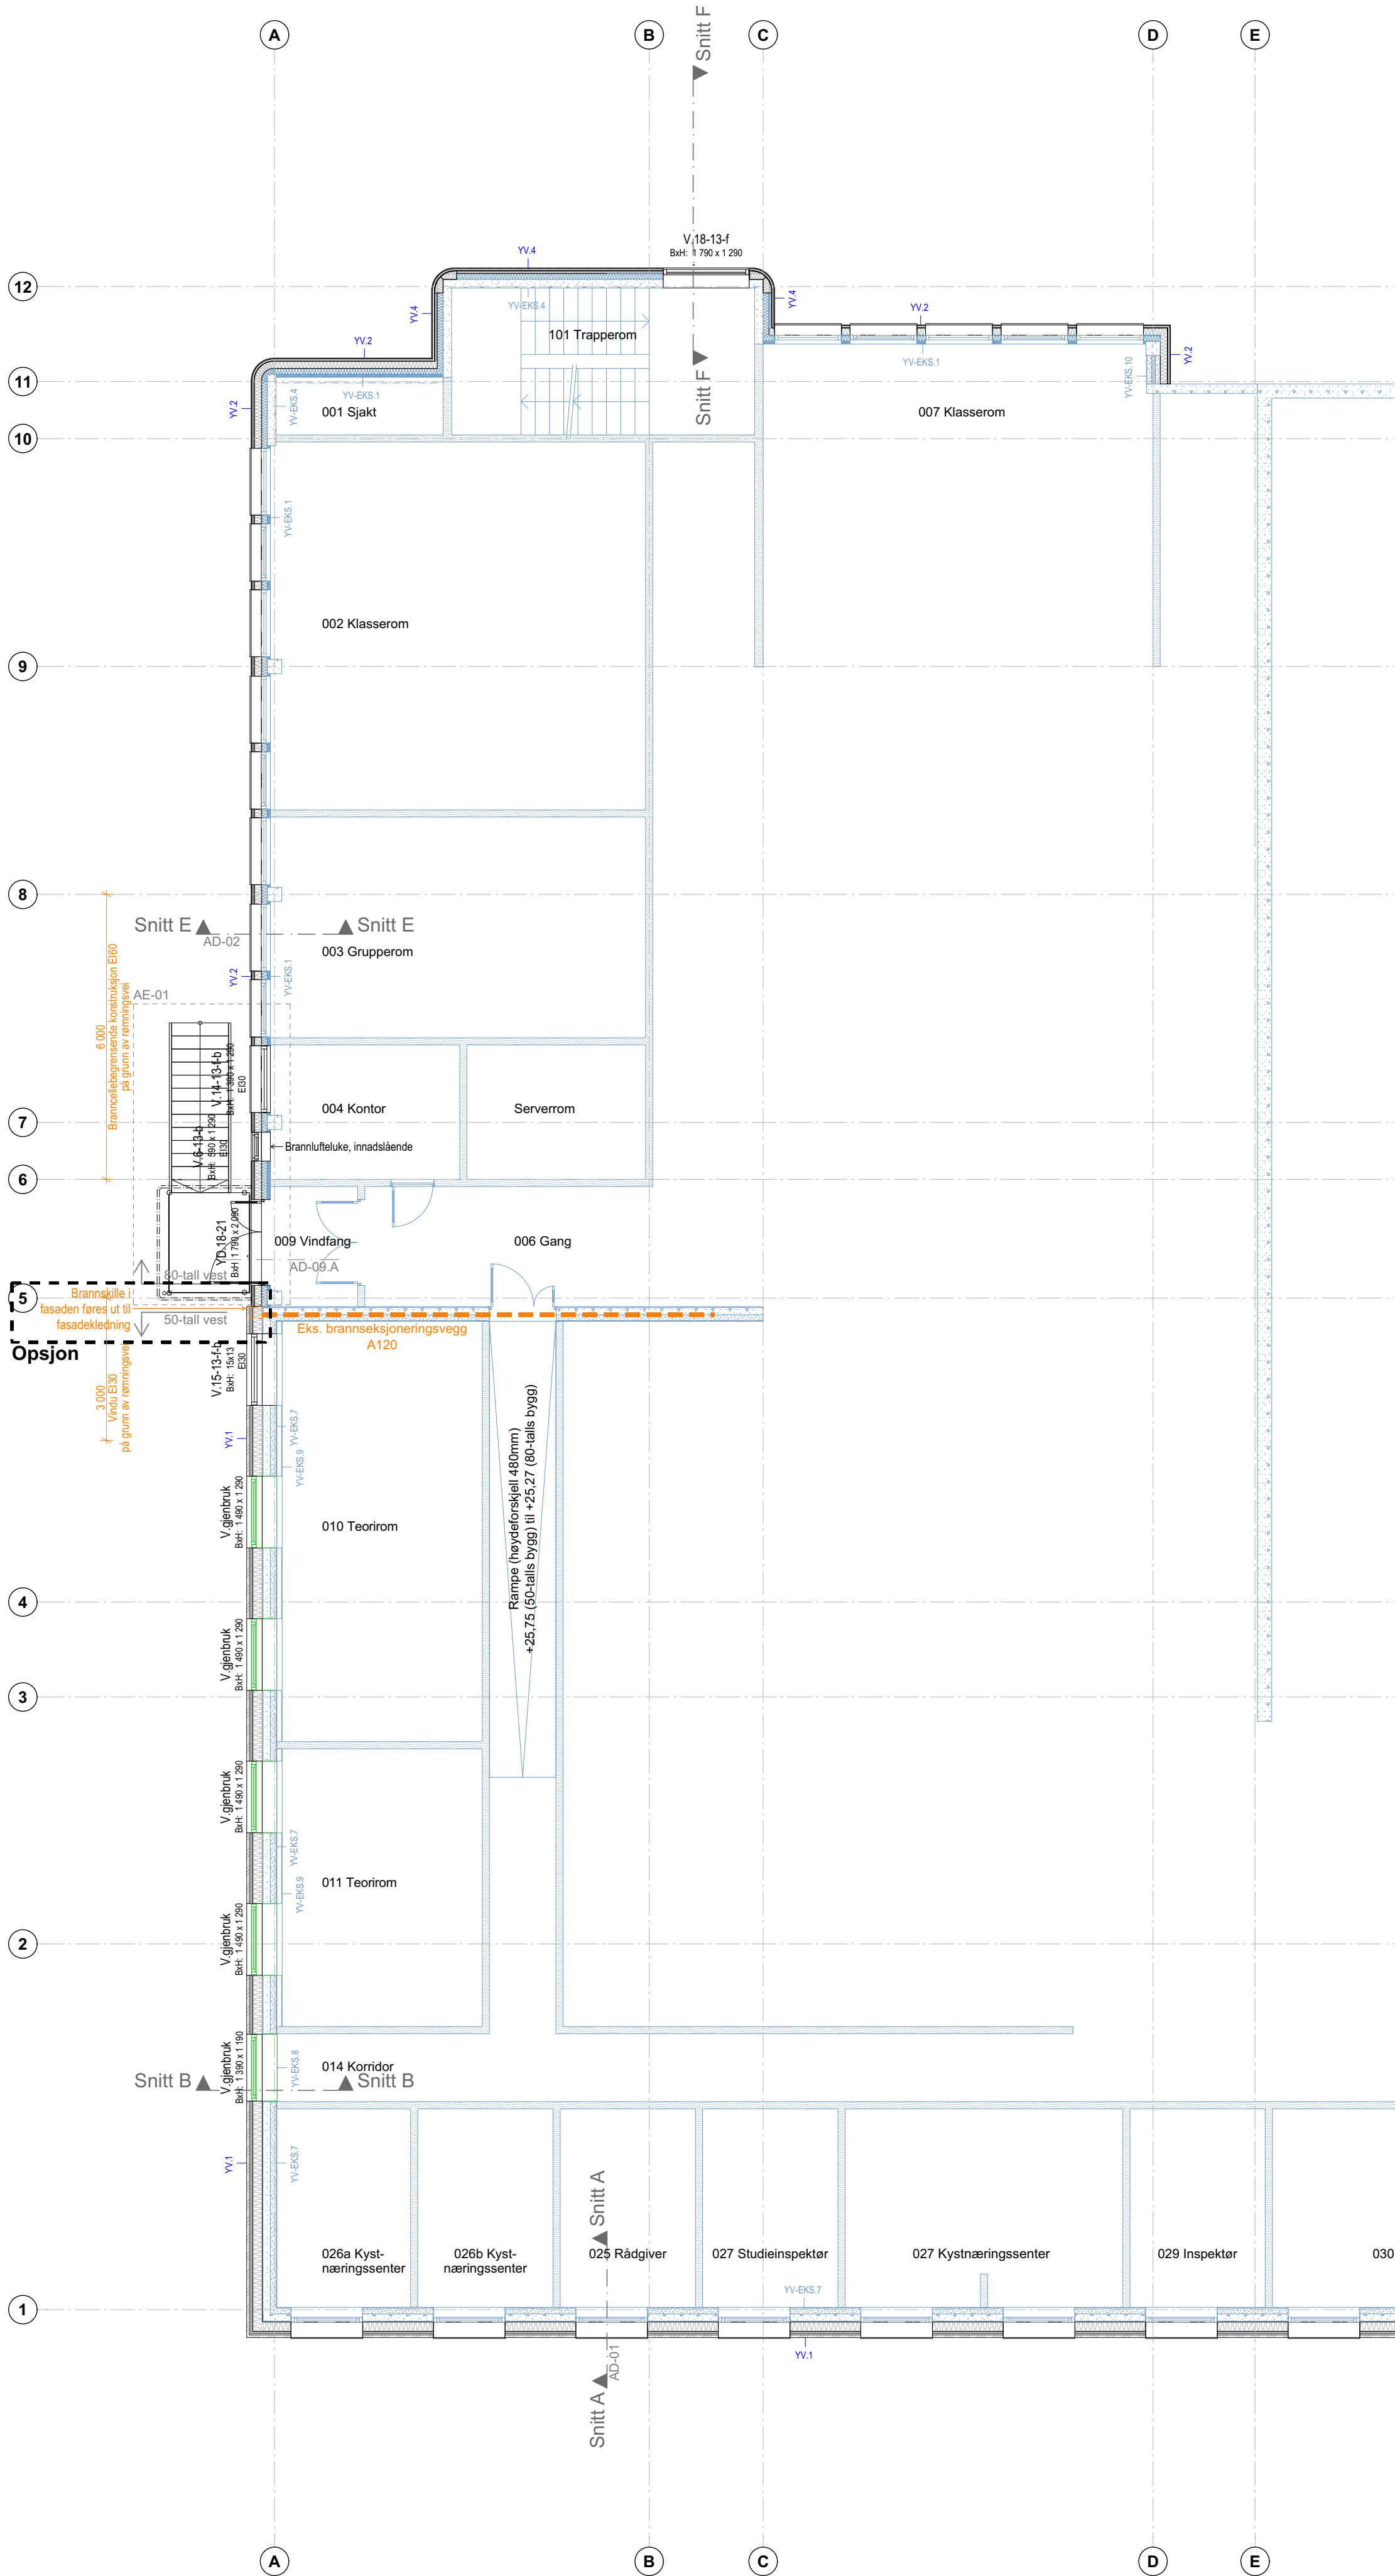 A
B
C
D
E
Snitt F
V.18-13-f
BxH: 1 790 x 1 290
YV.4
12
YV.4
YV-EKS.4
YV.4
101 Trapperom
YV.2
YV.2
YV-EKS.1
YV-EKS.10
YV.2
11
YV-EKS.1
YV-EKS.4
YV.2
001 Sjakt
Snitt F
007 Klasserom
10
YV-EKS.1
002 Klasserom
9
8
Snitt E
Snitt E
AD-02
003 Grupperom
YV.2
YV-EKS.1
6 000
Branncellebegrensende konstruksjon EI60
på grunn av rømningsvei
AE-01
V.14-13-f-b
BxH: 1 390 x 1 290
EI30
004 Kontor
Serverrom
7
V.6-13-b
BxH: 590 x 1 290
EI30
Brannlufteluke, innadslående
6
YD.18-21
BxH 1 790 x 2 090
009 Vindfang
006 Gang
AD-09.A
80-tall vest
5
Brannskille i
fasaden føres ut til
fasadekledning
50-tall vest
Eks. brannseksjoneringsvegg
A120
Opsjon
V.15-13-f-b
BxH: 15x13
EI30
3 000
Vindu EI30
på grunn av rømningsvei
YV.1
YV-EKS.7
YV-EKS.9
Rampe (høydeforskjell 480mm)
+25,75 (50-talls bygg) til +25,27 (80-talls bygg)
V.gjenbruk
BxH: 1 490 x 1 290
010 Teorirom
4
V.gjenbruk
BxH: 1 490 x 1 290
3
V.gjenbruk
BxH: 1 490 x 1 290
YV-EKS.7
YV-EKS.9
011 Teorirom
V.gjenbruk
BxH: 1 490 x 1 290
2
V.gjenbruk
BxH: 1 390 x 1 190
014 Korridor
YV-EKS.8
Snitt B
Snitt B
YV.1
YV-EKS.7
Snitt A
026a Kyst-
næringssenter
026b Kyst-
næringssenter
025 Rådgiver
027 Studieinspektør
027 Kystnæringssenter
029 Inspektør
030
YV-EKS.7
1
YV.1
AD-01
Snitt A
A
B
C
D
E